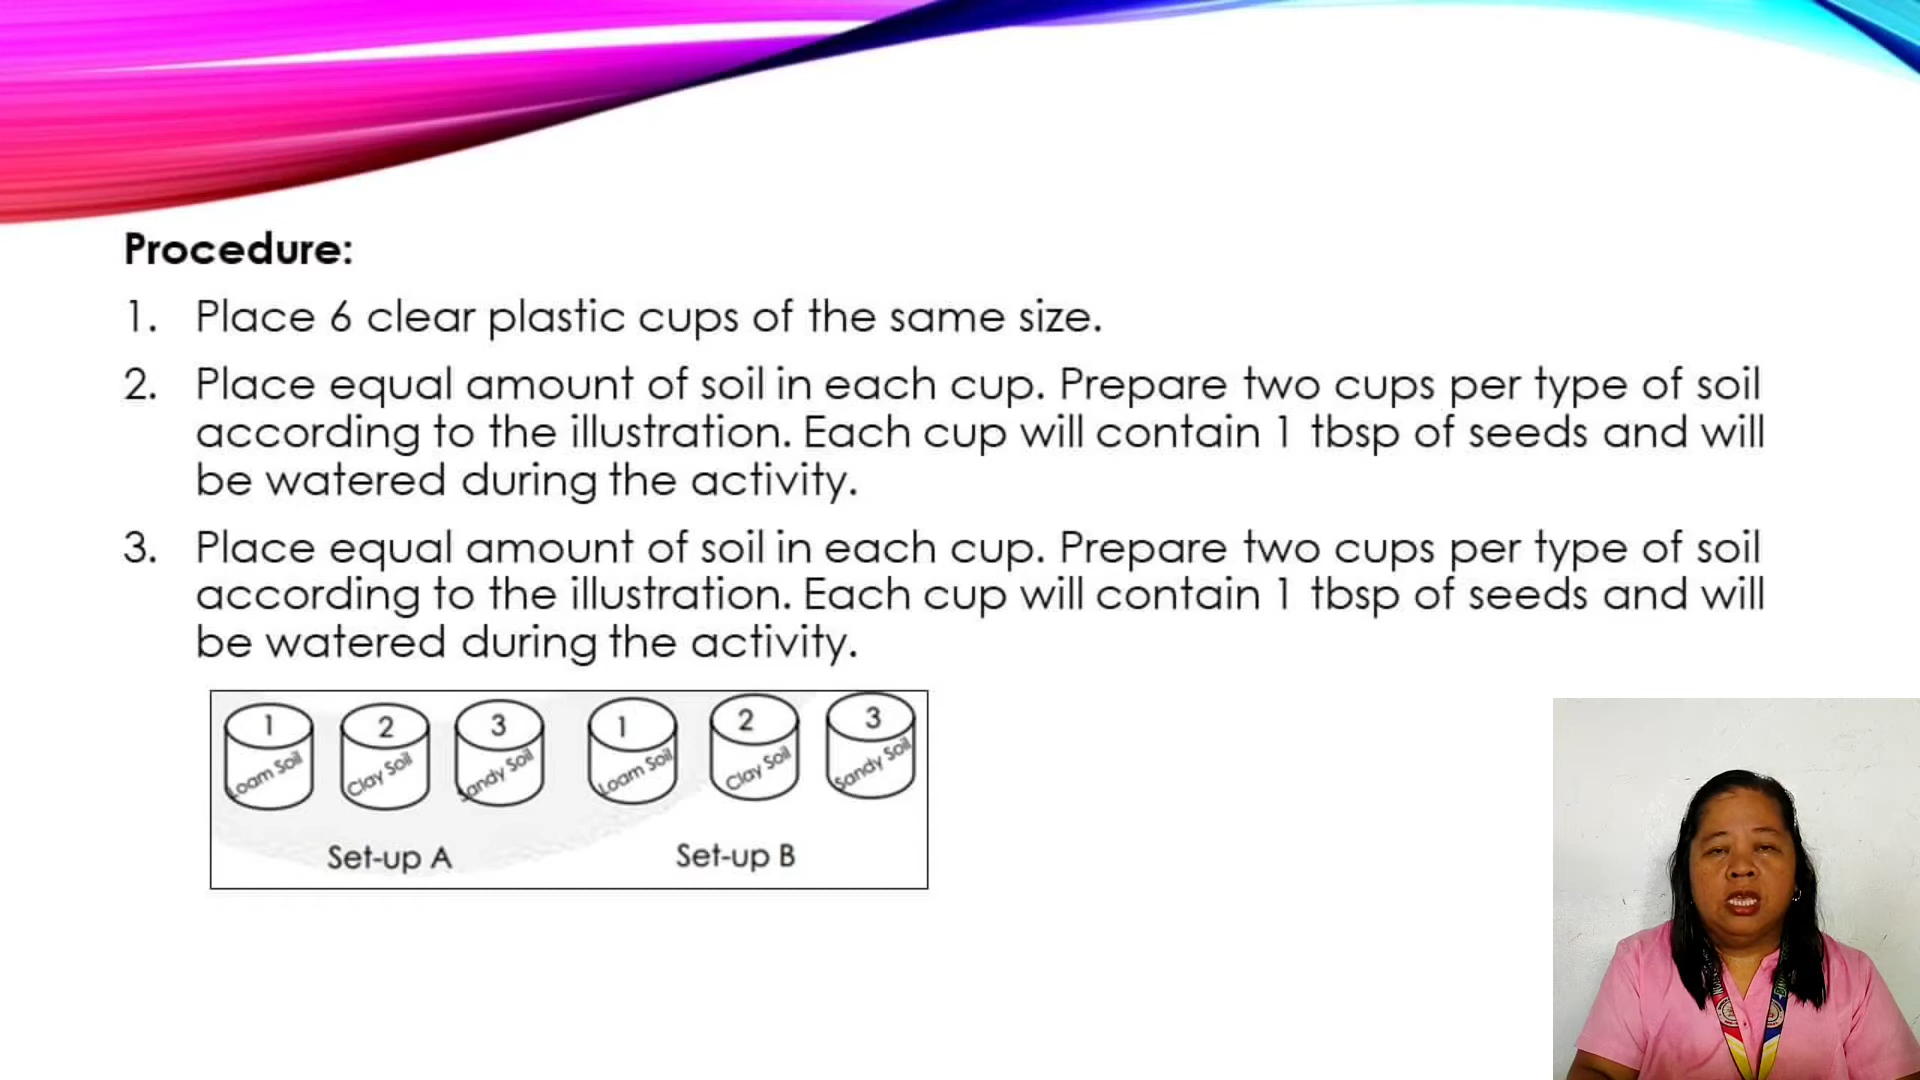 Procedure:
1. Place 6 clear plastic cups of the same size.
2. Place equal amount of soil in each cup. Prepare two cups per type of soil
according to the illustration. Each cup will contain 1 tbsp of seeds and will
be watered during the activity.
3. Place equal amount of soil in each cup. Prepare two cups per type of soil
according to the illustration. Each cup will contain 1 tbsp of seeds and will
be watered during the activity.
1 2 3 1 2 3
Loam Soil Clay Soil Sandy Soil Loam Soil Clay Soil Sandy Soil
Set-up A Set-up B